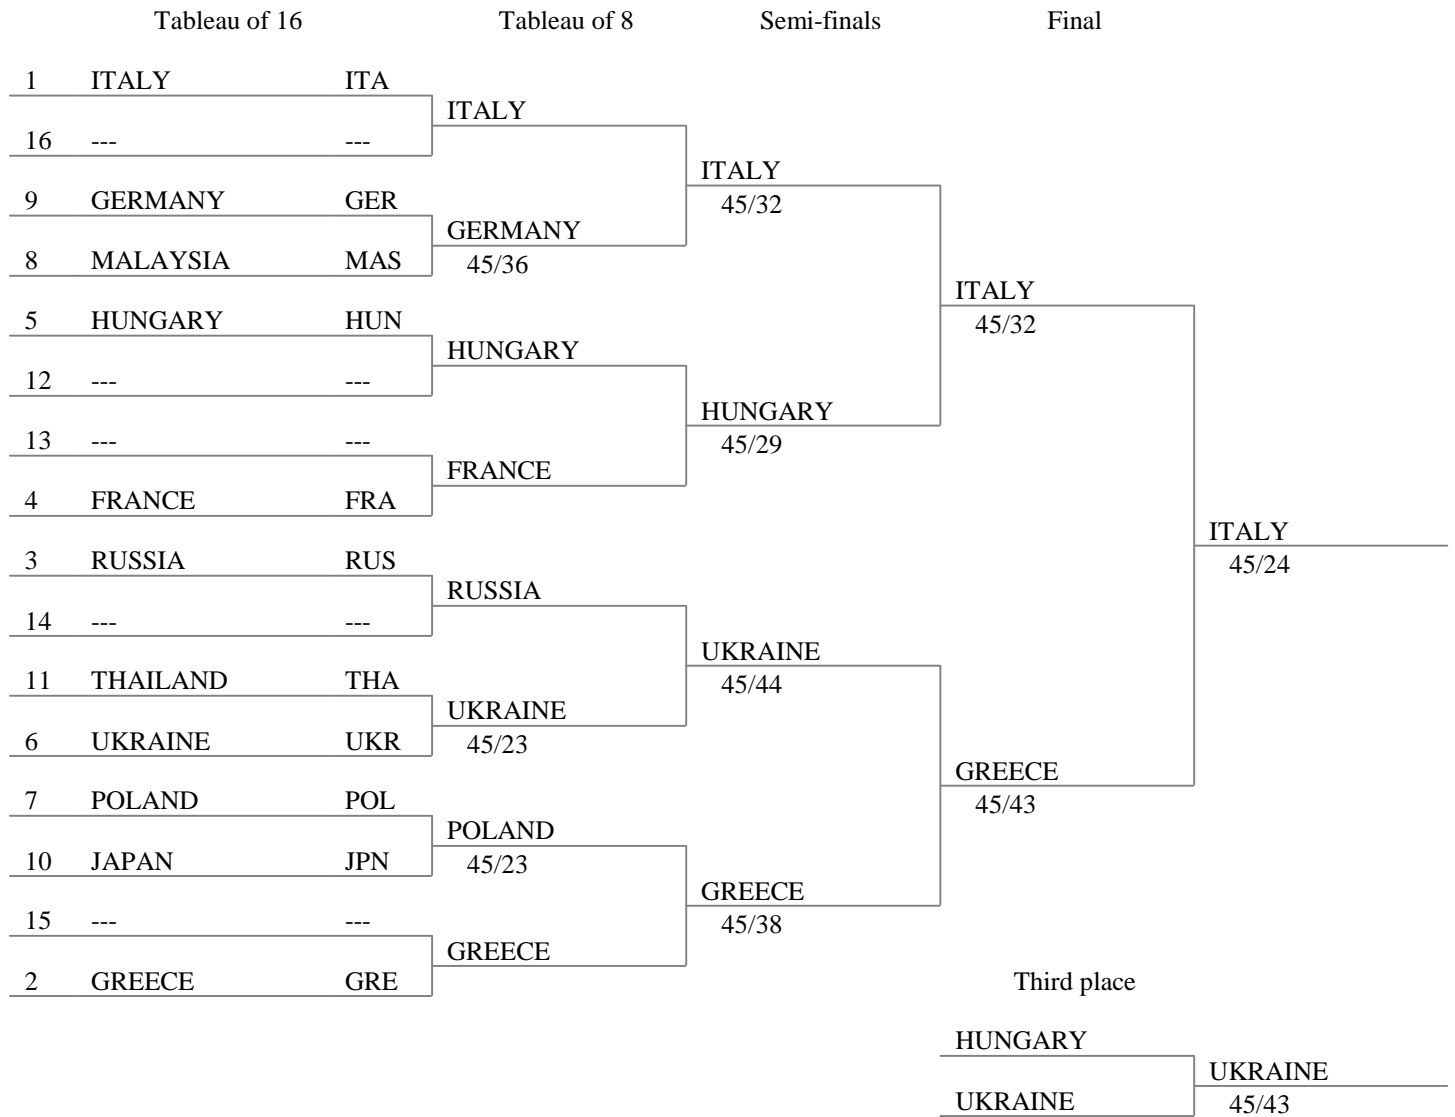 Tableau of 16 Tableau of 8 Semi-finals Final
1 ITALY ITA
ITALY
16 --- ---
ITALY
45/32
9 GERMANY GER
GERMANY
45/36
8 MALAYSIA MAS
ITALY
45/32
5 HUNGARY HUN
HUNGARY
12 --- ---
HUNGARY
45/29
13 --- ---
FRANCE
4 FRANCE FRA
ITALY
45/24
3 RUSSIA RUS
RUSSIA
14 --- ---
UKRAINE
45/44
11 THAILAND THA
UKRAINE
45/23
6 UKRAINE UKR
GREECE
45/43
7 POLAND POL
POLAND
45/23
10 JAPAN JPN
GREECE
45/38
15 --- ---
GREECE
2 GREECE GRE
Third place
HUNGARY
UKRAINE
45/43
UKRAINE